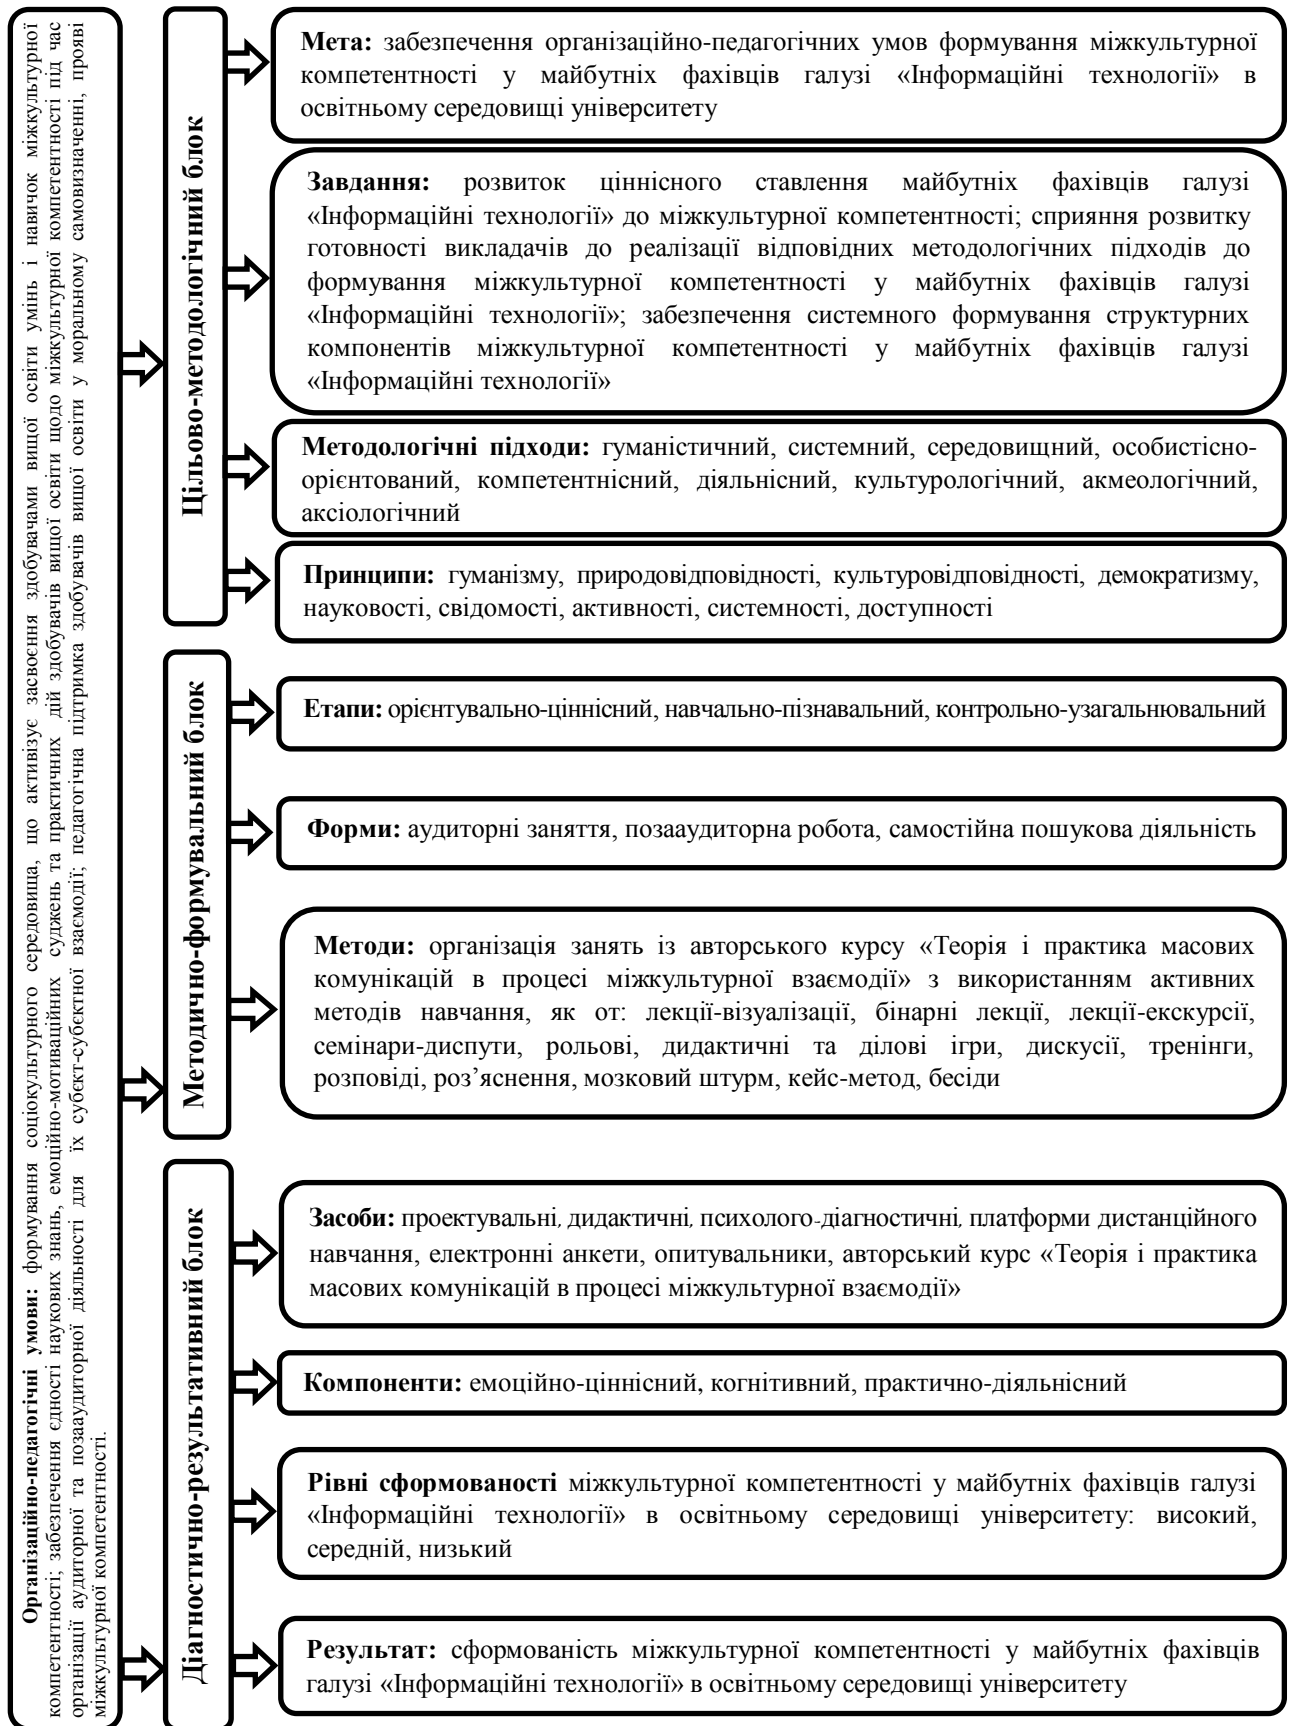 Організаційно-педагогічні умови: формування соціокультурного середовища, що активізує засвоєння здобувачами вищої освіти умінь і навичок міжкультурної
компетентності; забезпечення єдності наукових знань, емоційно-мотиваційних суджень та практичних дій здобувачів вищої освіти щодо міжкультурної компетентності під час
організації аудиторної та позааудиторної діяльності для їх субєкт-субєктної взаємодії; педагогічна підтримка здобувачів вищої освіти у моральному самовизначенні, прояві
міжкультурної компетентності.
Цільово-методологічний блок
Мета: забезпечення організаційно-педагогічних умов формування міжкультурної
компетентності у майбутніх фахівців галузі «Інформаційні технології» в
освітньому середовищі університету
Завдання: розвиток ціннісного ставлення майбутніх фахівців галузі
«Інформаційні технології» до міжкультурної компетентності; сприяння розвитку
готовності викладачів до реалізації відповідних методологічних підходів до
формування міжкультурної компетентності у майбутніх фахівців галузі
«Інформаційні технології»; забезпечення системного формування структурних
компонентів міжкультурної компетентності у майбутніх фахівців галузі
«Інформаційні технології»
Методологічні підходи: гуманістичний, системний, середовищний, особистісно-
орієнтований, компетентнісний, діяльнісний, культурологічний, акмеологічний,
аксіологічний
Принципи: гуманізму, природовідповідності, культуровідповідності, демократизму,
науковості, свідомості, активності, системності, доступності
Методично-формувальний блок
Етапи: орієнтувально-ціннісний, навчально-пізнавальний, контрольно-узагальнювальний
Форми: аудиторні заняття, позааудиторна робота, самостійна пошукова діяльність
Методи: організація занять із авторського курсу «Теорія і практика масових
комунікацій в процесі міжкультурної взаємодії» з використанням активних
методів навчання, як от: лекції-візуалізації, бінарні лекції, лекції-екскурсії,
семінари-диспути, рольові, дидактичні та ділові ігри, дискусії, тренінги,
розповіді, роз’яснення, мозковий штурм, кейс-метод, бесіди
Діагностично-результативний блок
Засоби: проектувальні, дидактичні, психолого-діагностичні, платформи дистанційного
навчання, електронні анкети, опитувальники, авторський курс «Теорія і практика
масових комунікацій в процесі міжкультурної взаємодії»
Компоненти: емоційно-ціннісний, когнітивний, практично-діяльнісний
Рівні сформованості міжкультурної компетентності у майбутніх фахівців галузі
«Інформаційні технології» в освітньому середовищі університету: високий,
середній, низький
Результат: сформованість міжкультурної компетентності у майбутніх фахівців
галузі «Інформаційні технології» в освітньому середовищі університету